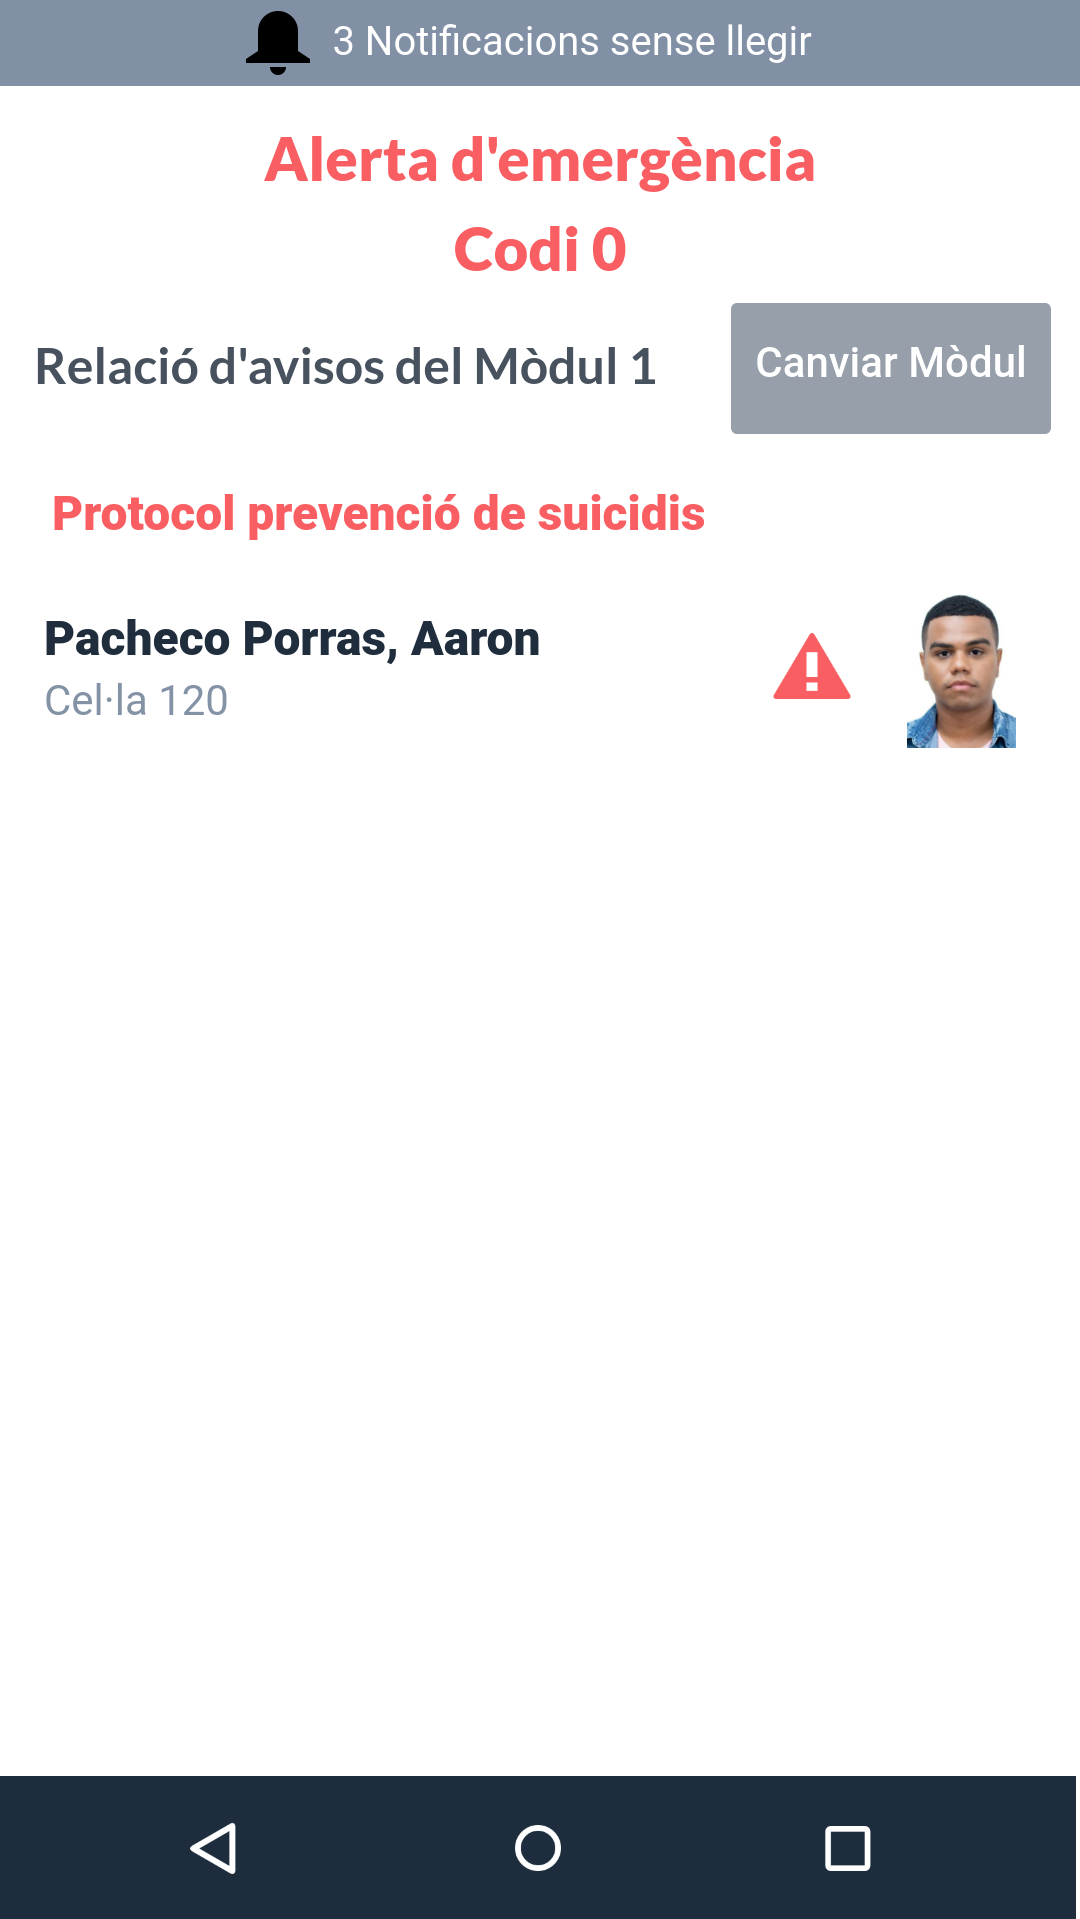 3 Notificacions sense llegir
Alerta d'emergència
Codi 0
Relació d'avisos del Mòdul 1
Canviar Mòdul
Protocol prevenció de suicidis
Pacheco Porras, Aaron
Cel·la 120